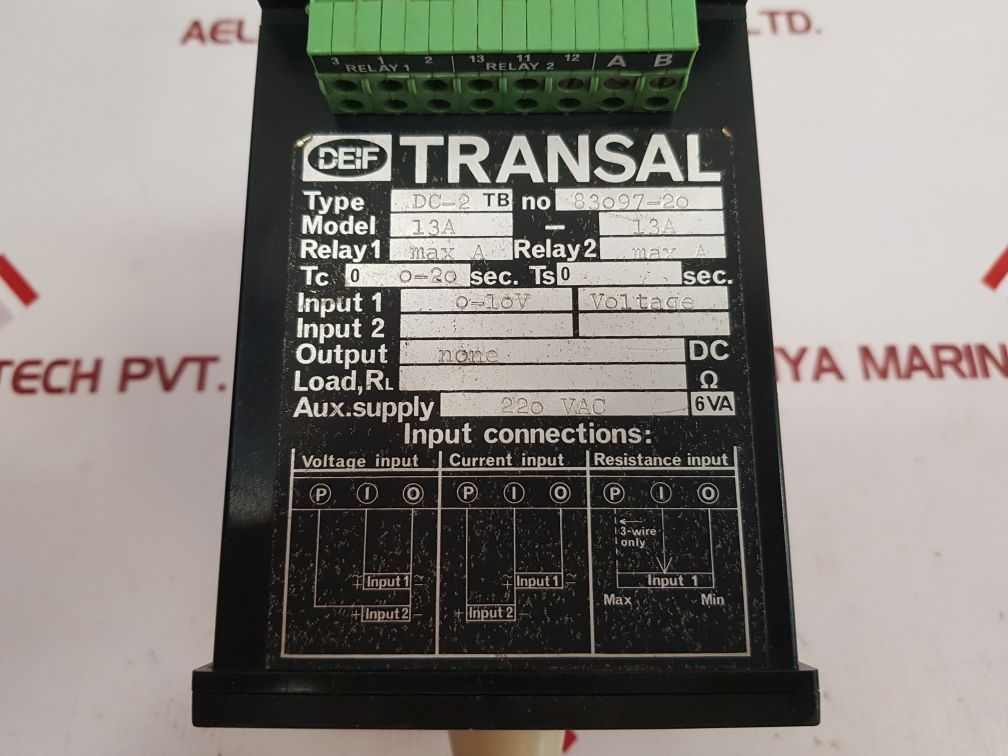 AEL
LTD.
3 1 2 13 11 12 A B
RELAY 1 RELAY 2
DEIF TRANSAL
Type DC-2 TB no 83097-20
Model 13A — 13A
Relay 1 max A Relay 2 max A
Tc 0 0-20 sec. Ts 0 sec.
Input 1 0-10V Voltage
Input 2
Output none DC
TECH PVT. YA MARIN
Load, RL Ω
Aux.supply 220 VAC 6VA
Input connections:
Voltage input Current input Resistance input
P I O P I O P I O
3-wire
only
+ Input 1 - + Input 1 - Input 1
+ Input 2 - + Input 2 - Max Min